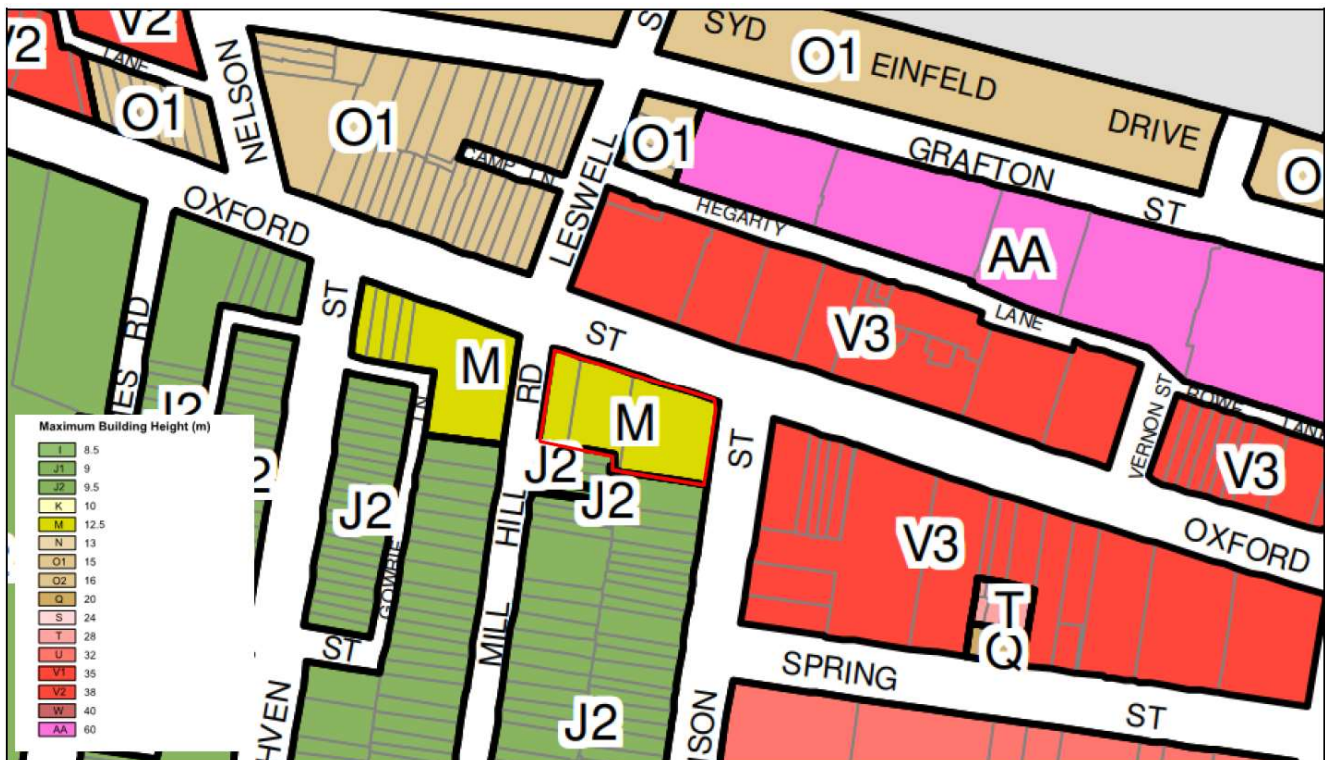 V2
V2
LANE
O1
NELSON
O1
CAMP LN
S
SYD
O1
EINFELD
DRIVE
O
O1
GRAFTON
ST
LESWELL
HEGARTY
AA
LANE
OXFORD
ST
ST
V3
VERNON ST
ROWE
LANE
V3
M
RD
M
ST
IES RD
J2
2
J2
LN
GOWRIE
ST
HVEN
J2
J2
MILL HILL
J2
ISON
V3
T
Q
OXFORD
SPRING
ST
Maximum Building Height (m)
I 8.5
J1 9
J2 9.5
K 10
M 12.5
N 13
O1 15
O2 16
Q 20
S 24
T 28
U 32
V1 35
V2 38
W 40
AA 60